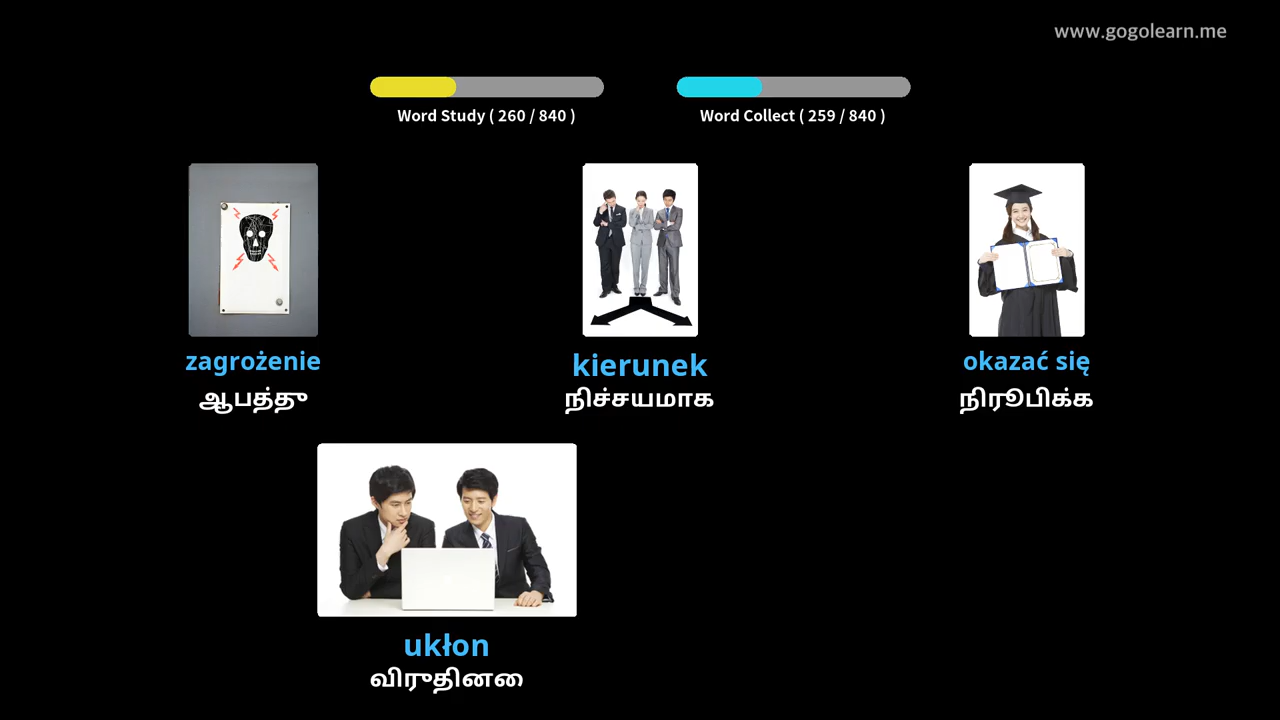 www.gogolearn.me
Word Study ( 260 / 840 )
Word Collect ( 259 / 840 )
zagrożenie
ஆபத்து
kierunek
நிச்சயமாக
okazać się
நிரூபிக்க
ukłon
விருதினை